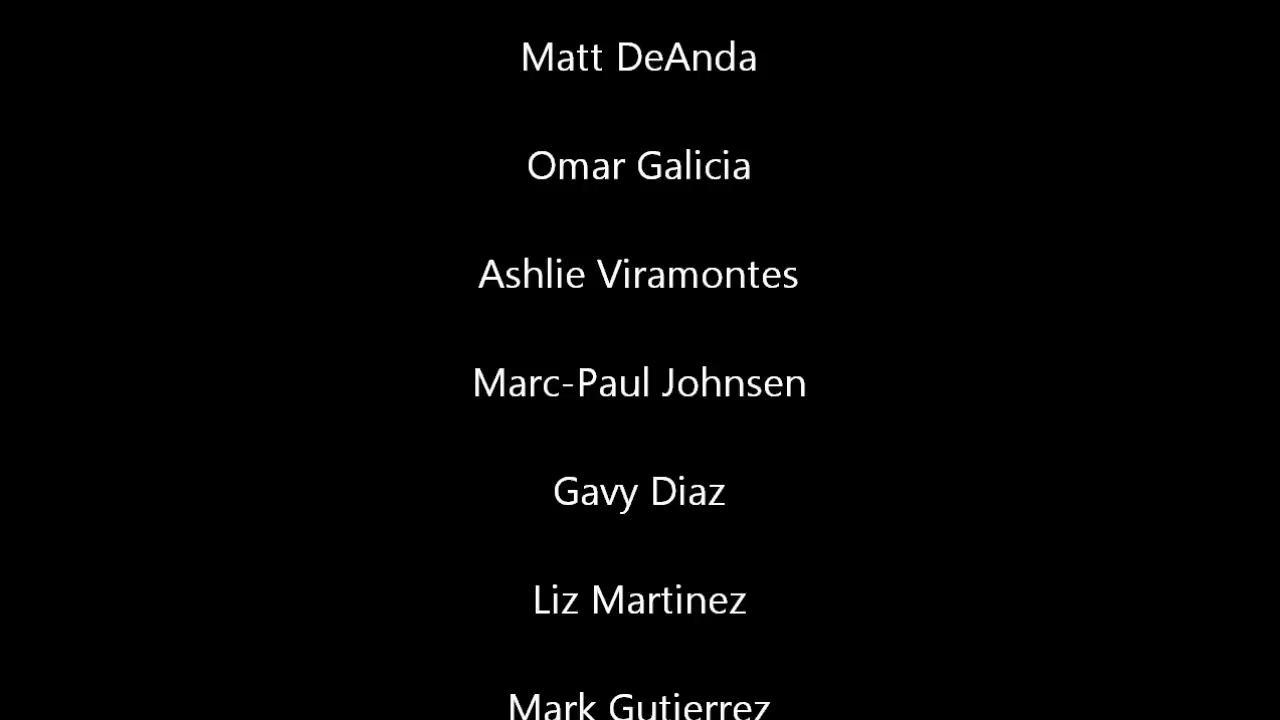 Matt DeAnda
Omar Galicia
Ashlie Viramontes
Marc-Paul Johnsen
Gavy Diaz
Liz Martinez
Mark Gutierrez